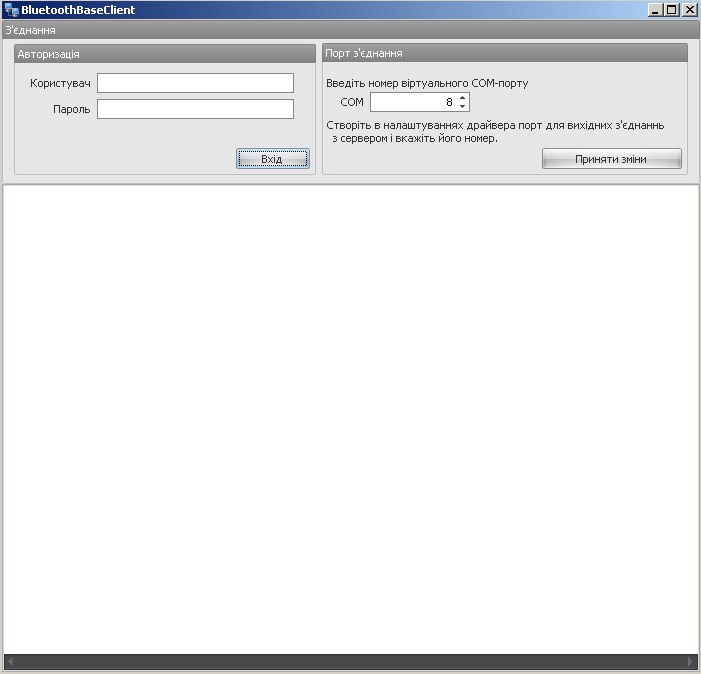 BluetoothBaseClient
З'єднання
Авторизація
Користувач
Пароль
Вхід
Порт з'єднання
Введіть номер віртуального COM-порту
COM 8
Створіть в налаштуваннях драйвера порт для вихідних з'єднаннь
з сервером і вкажіть його номер.
Приняти зміни